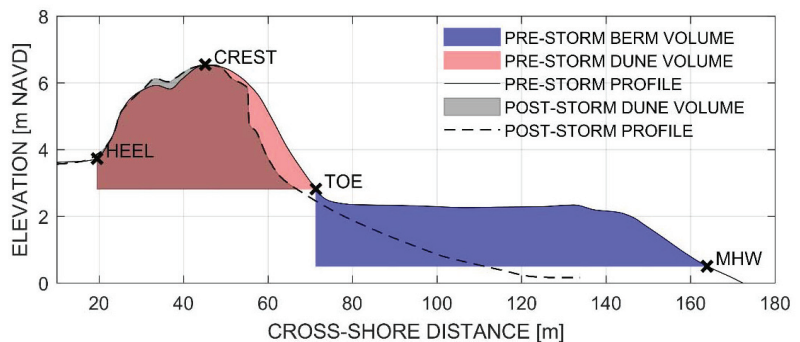 8
6
4
2
0
ELEVATION [m NAVD]
CREST
HEEL
TOE
MHW
PRE-STORM BERM VOLUME
PRE-STORM DUNE VOLUME
PRE-STORM PROFILE
POST-STORM DUNE VOLUME
POST-STORM PROFILE
20 40 60 80 100 120 140 160 180
CROSS-SHORE DISTANCE [m]